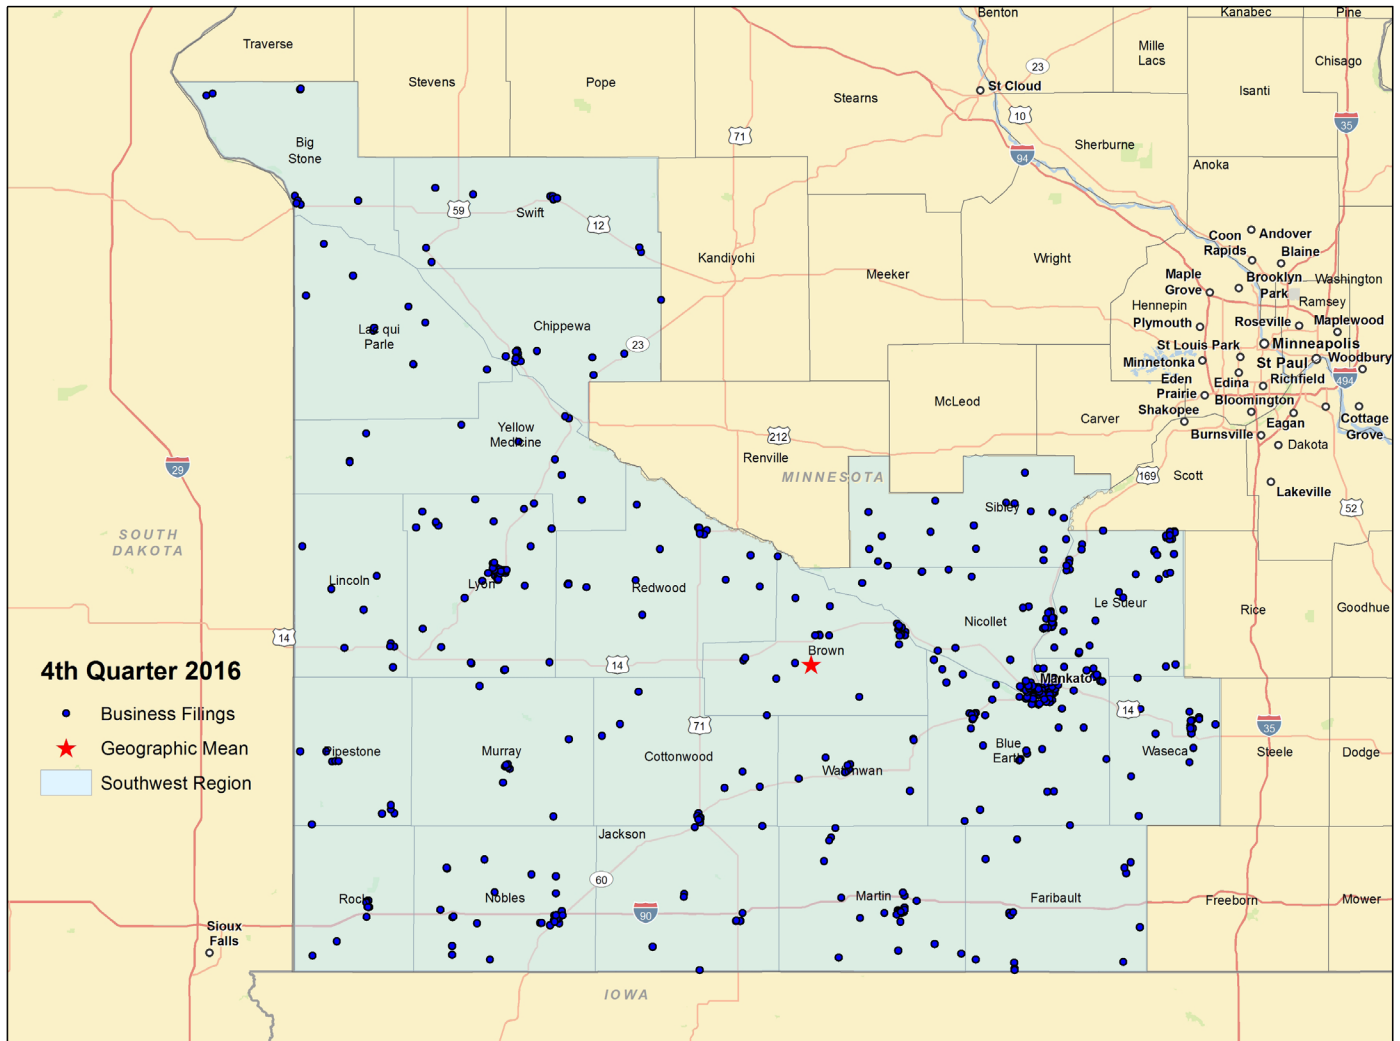 Benton
Kanabec
Pine
Traverse
Mille
Lacs
Chisago
Stevens
Pope
Stearns
23
St Cloud
Isanti
10
35
71
94
Sherburne
Anoka
Big
Stone
59
Swift
12
Coon
Rapids
Andover
Blaine
Kandiyohi
Meeker
Wright
Maple
Grove
Brooklyn
Park
Washington
Hennepin
Ramsey
Plymouth
Roseville
Maplewood
Lac qui
Parle
Chippewa
23
St Louis Park
Minneapolis
Minnetonka
St Paul
Woodbury
Eden
Prairie
Edina
Richfield
494
Shakopee
Bloomington
McLeod
Carver
Eagan
Cottage
Grove
Burnsville
Dakota
Yellow
Medicine
212
Renville
MINNESOTA
29
169
Scott
Lakeville
52
Sibley
SOUTH
DAKOTA
Lincoln
Lyon
Redwood
Le Sueur
Rice
Goodhue
14
Nicollet
Brown
14
4th Quarter 2016
Mankato
Business Filings
14
71
35
Geographic Mean
Pipestone
Murray
Cottonwood
Blue
Earth
Waseca
Steele
Dodge
Watonwan
Southwest Region
Jackson
60
Rock
Nobles
90
Martin
Faribault
Freeborn
Mower
Sioux
Falls
IOWA